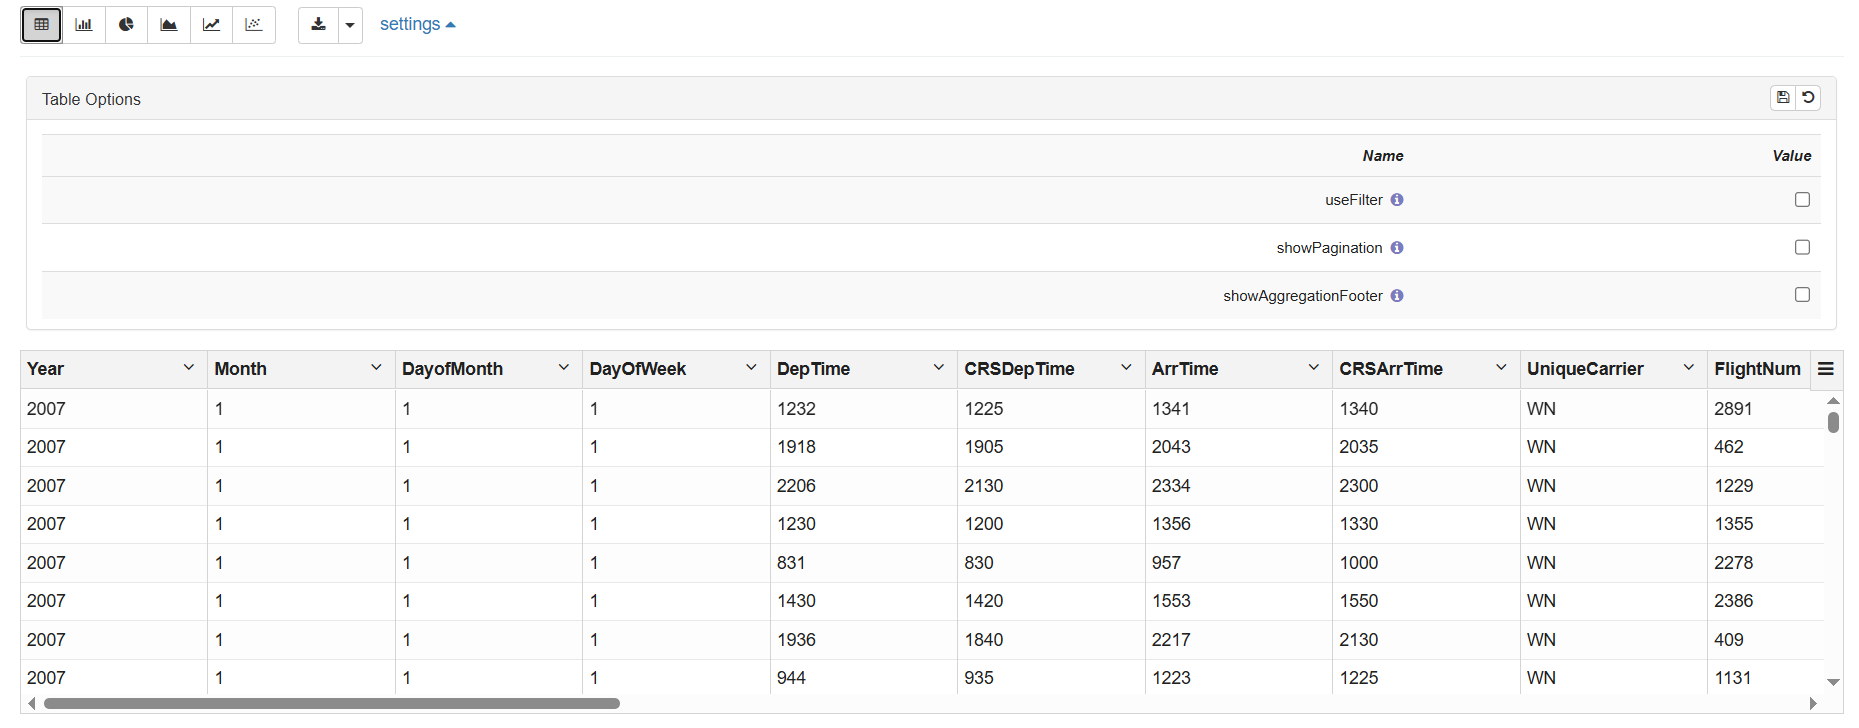 settings
Table Options
Name Value
useFilter
showPagination
showAggregationFooter
Year Month DayofMonth DayOfWeek DepTime CRSDepTime ArrTime CRSArrTime UniqueCarrier FlightNum
2007 1 1 1 1232 1225 1341 1340 WN 2891
2007 1 1 1 1918 1905 2043 2035 WN 462
2007 1 1 1 2206 2130 2334 2300 WN 1229
2007 1 1 1 1230 1200 1356 1330 WN 1355
2007 1 1 1 831 830 957 1000 WN 2278
2007 1 1 1 1430 1420 1553 1550 WN 2386
2007 1 1 1 1936 1840 2217 2130 WN 409
2007 1 1 1 944 935 1223 1225 WN 1131